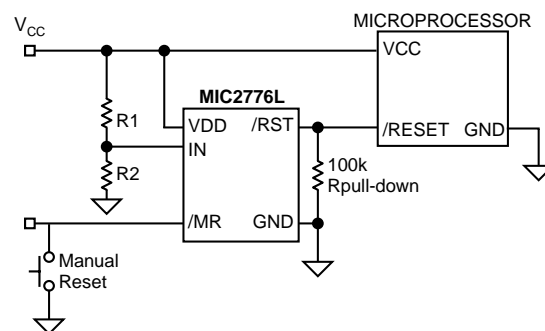 MICROPROCESSOR
VCC
VCC
MIC2776L
R1
VDD
/RST
IN
/RESET
GND
R2
100k
Rpull-down
/MR
GND
Manual
Reset